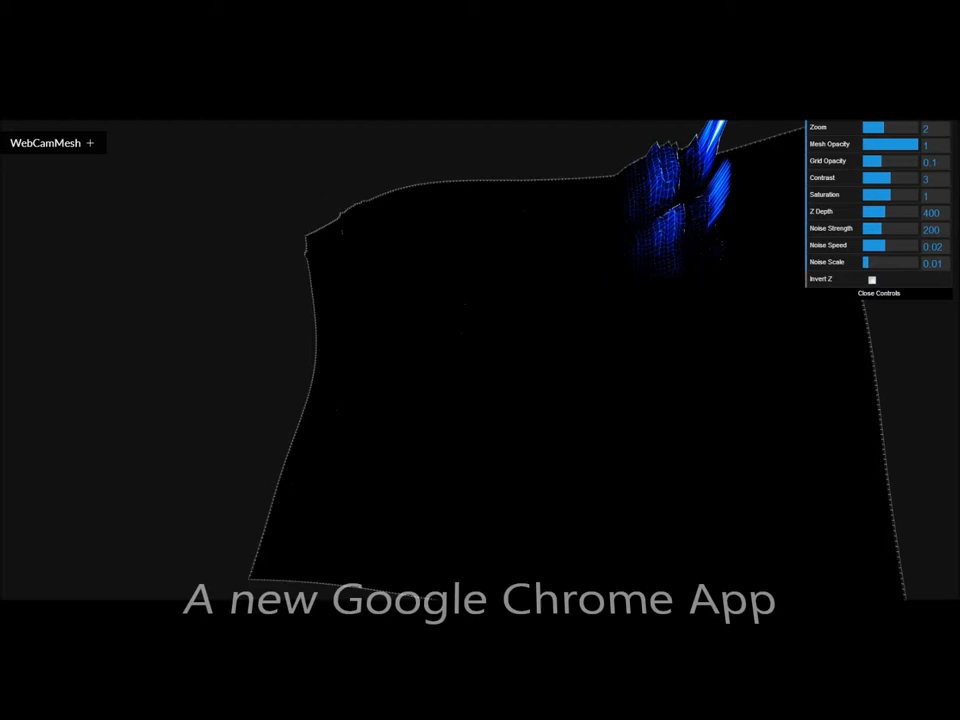 WebCamMesh +
Zoom 2
Mesh Opacity 1
Grid Opacity 0.1
Contrast 3
Saturation 1
Z Depth 400
Noise Strength 200
Noise Speed 0.02
Noise Scale 0.01
Invert Z
Close Controls
A new Google Chrome App